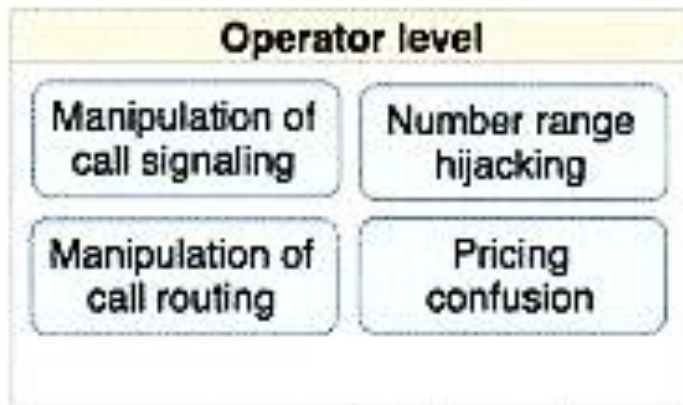 Operator level
Manipulation of
call signaling
Number range
hijacking
Manipulation of
call routing
Pricing
confusion